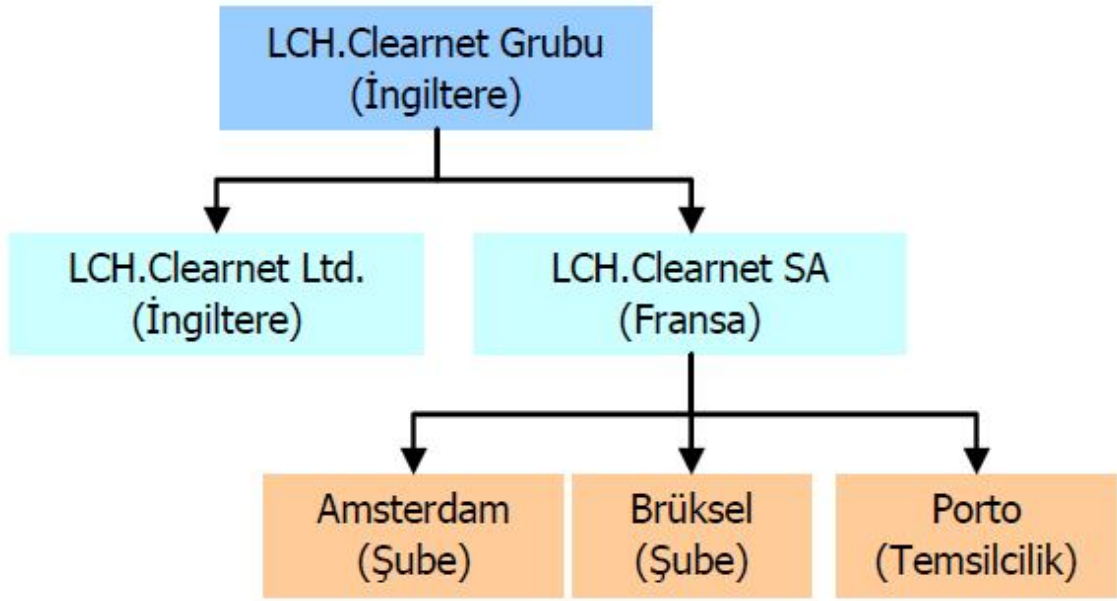 LCH.Clearnet Grubu
(İngiltere)
LCH.Clearnet Ltd.
(İngiltere)
LCH.Clearnet SA
(Fransa)
Amsterdam
(Şube)
Brüksel
(Şube)
Porto
(Temsilcilik)